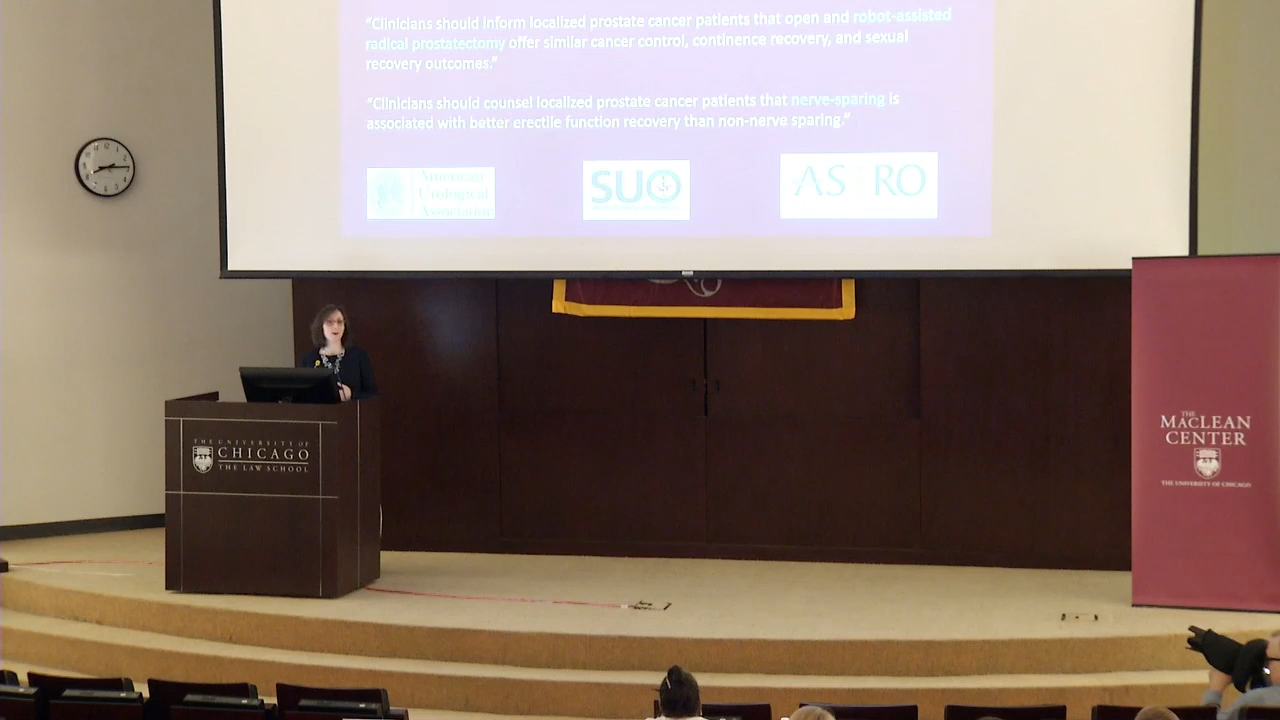 "Clinicians should inform localized prostate cancer patients that open and robot-assisted
radical prostatectomy offer similar cancer control, continence recovery, and sexual
recovery outcomes."
"Clinicians should counsel localized prostate cancer patients that nerve-sparing is
associated with better erectile function recovery than non-nerve sparing."
American
Urological
Association
SUO
ASTRO
THE UNIVERSITY OF
CHICAGO
THE LAW SCHOOL
THE
MACLEAN
CENTER
THE UNIVERSITY OF CHICAGO